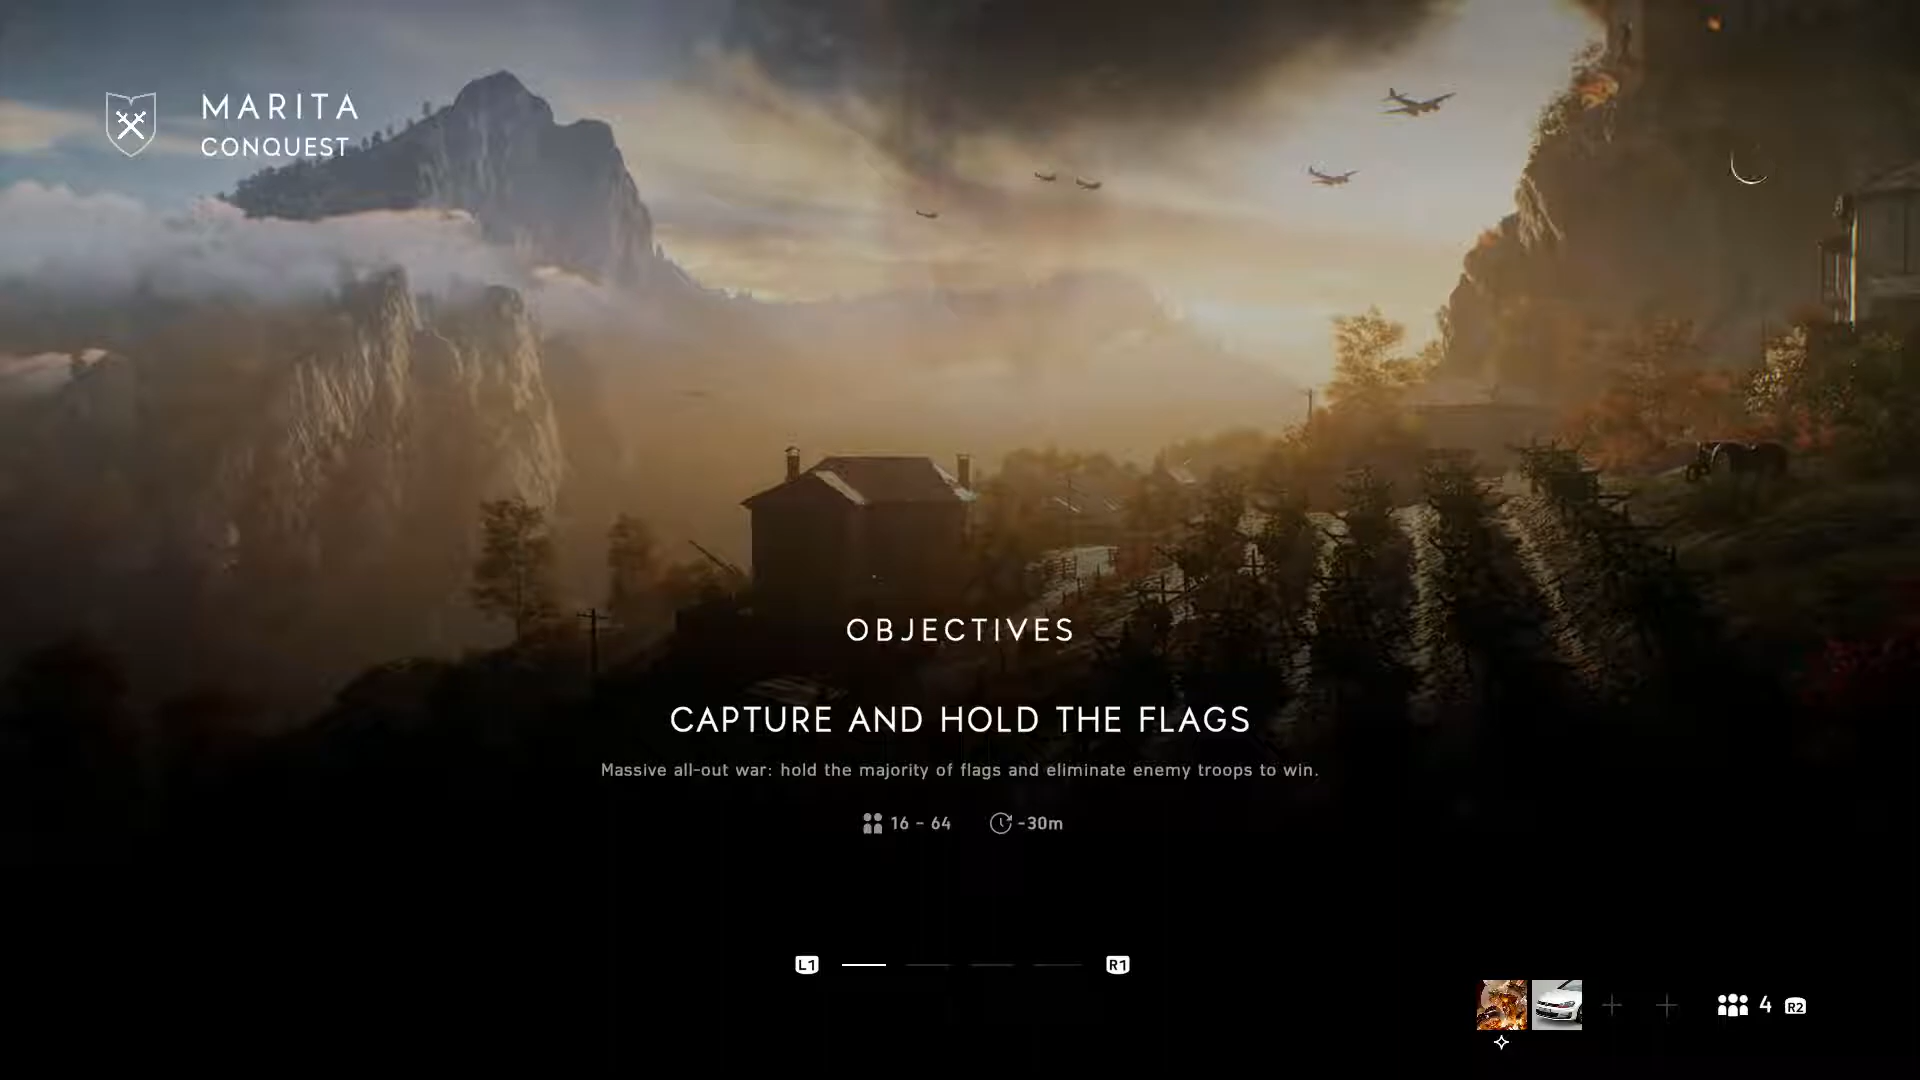 MARITA
CONQUEST
OBJECTIVES
CAPTURE AND HOLD THE FLAGS
Massive all-out war: hold the majority of flags and eliminate enemy troops to win.
16 - 64 -30m
L1 R1
4 R2